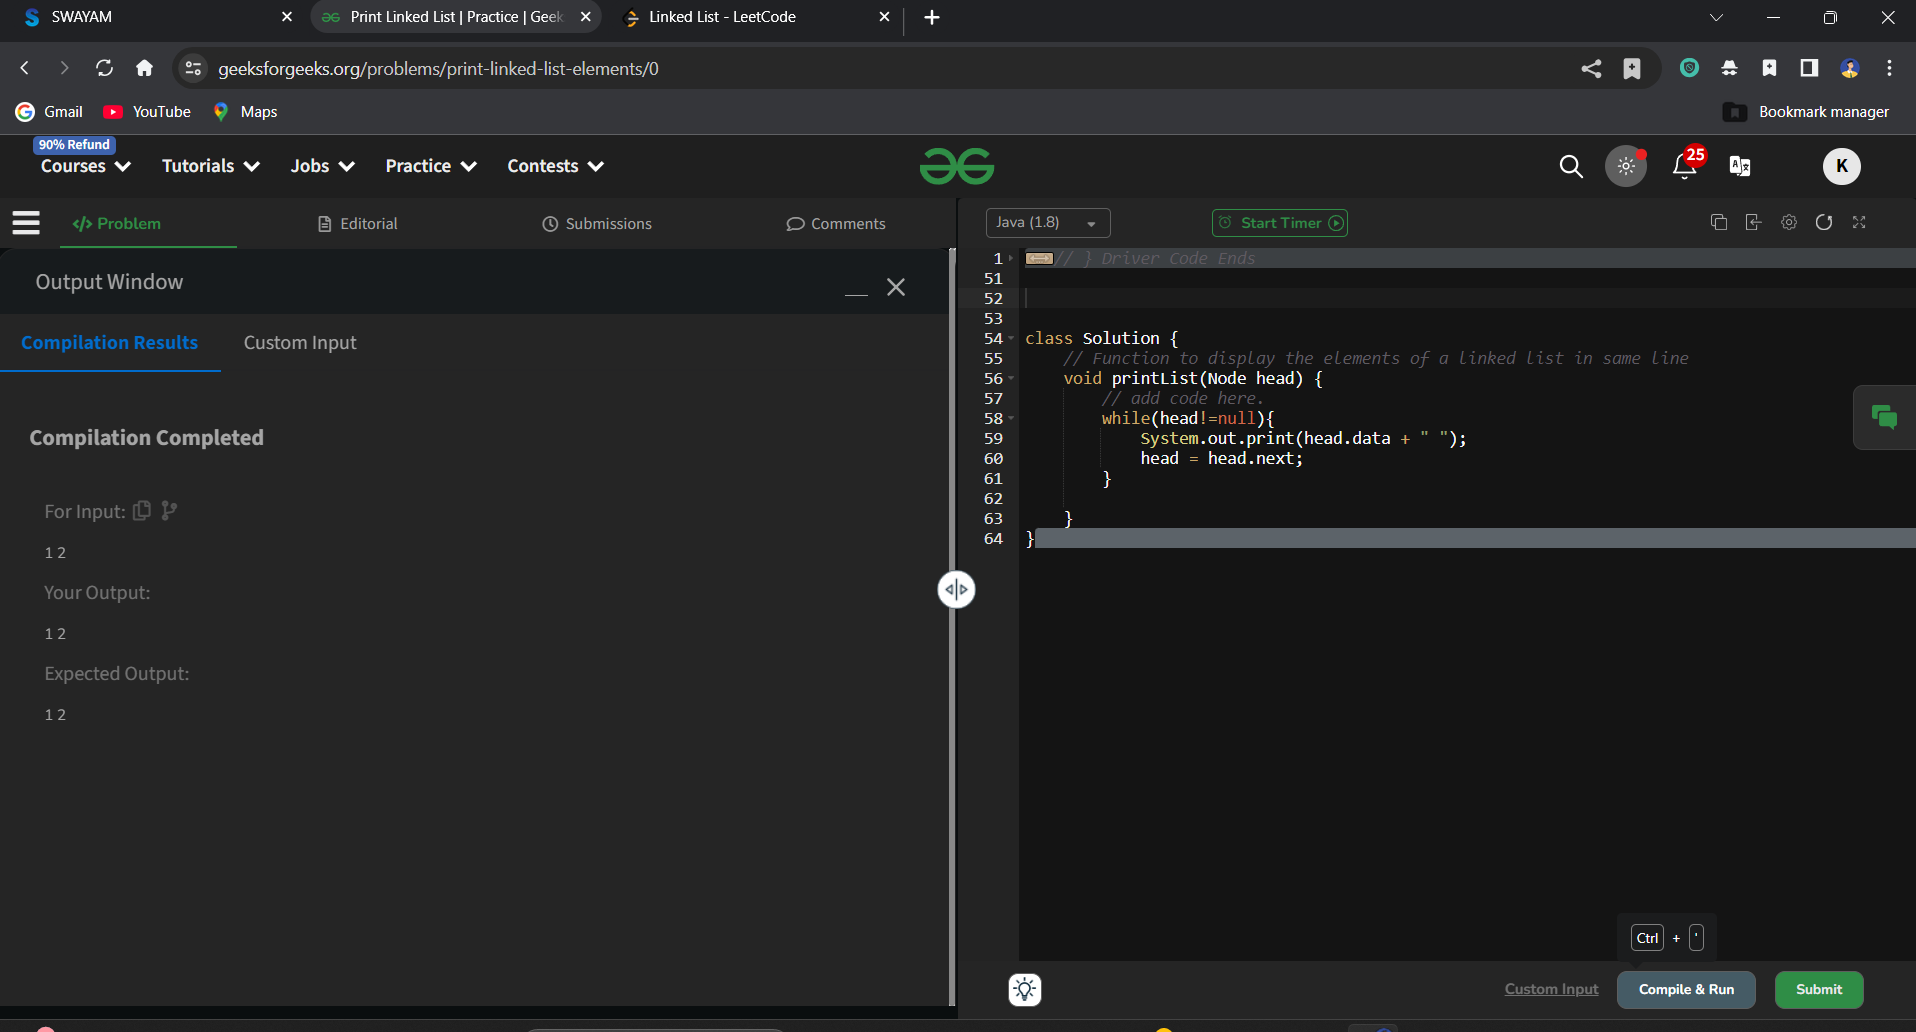 SWAYAM
Print Linked List | Practice | Geek
Linked List - LeetCode
geeksforgeeks.org/problems/print-linked-list-elements/0
Gmail
YouTube
Maps
Bookmark manager
90% Refund
Courses
Tutorials
Jobs
Practice
Contests
25
K
</> Problem
Editorial
Submissions
Comments
Java (1.8)
Start Timer
Output Window
Compilation Results
Custom Input
Compilation Completed
For Input:
1 2
Your Output:
1 2
Expected Output:
1 2
1 // } Driver Code Ends
51
52
53
54 class Solution {
55 // Function to display the elements of a linked list in same line
56 void printList(Node head) {
57 // add code here.
58 while(head!=null){
59 System.out.print(head.data + " ");
60 head = head.next;
61 }
62
63 }
64 }
Ctrl + '
Custom Input
Compile & Run
Submit